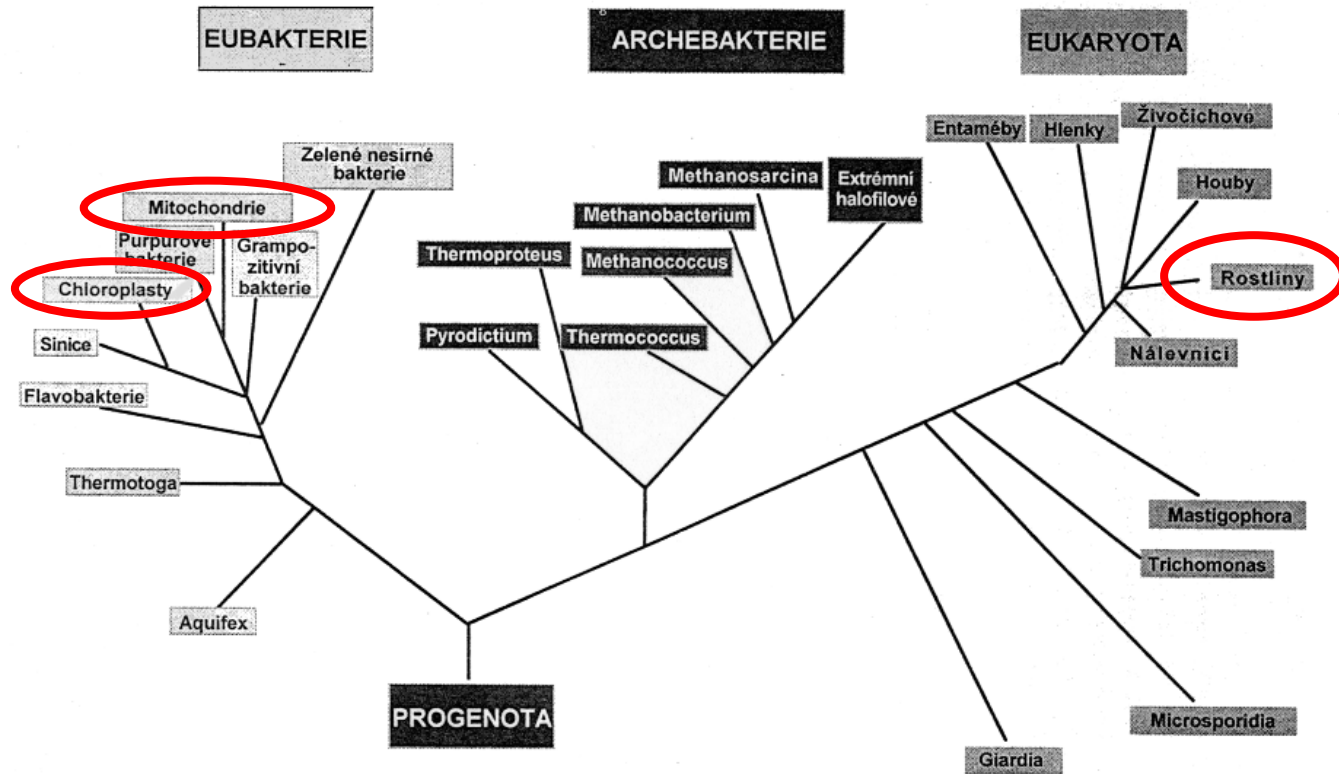 EUBAKTERIE
ARCHEBAKTERIE
EUKARYOTA
Zelené nesirné
bakterie
Mitochondrie
Purpurové
bakterie
Grampo-
zitivní
bakterie
Chloroplasty
Sinice
Flavobakterie
Thermotoga
Aquifex
PROGENOTA
Methanosarcina
Extrémní
halofilové
Methanobacterium
Thermoproteus
Methanococcus
Pyrodictium
Thermococcus
Entaméby
Hlenky
Živočichové
Houby
Rostliny
Nálevníci
Mastigophora
Trichomonas
Microsporidia
Giardia